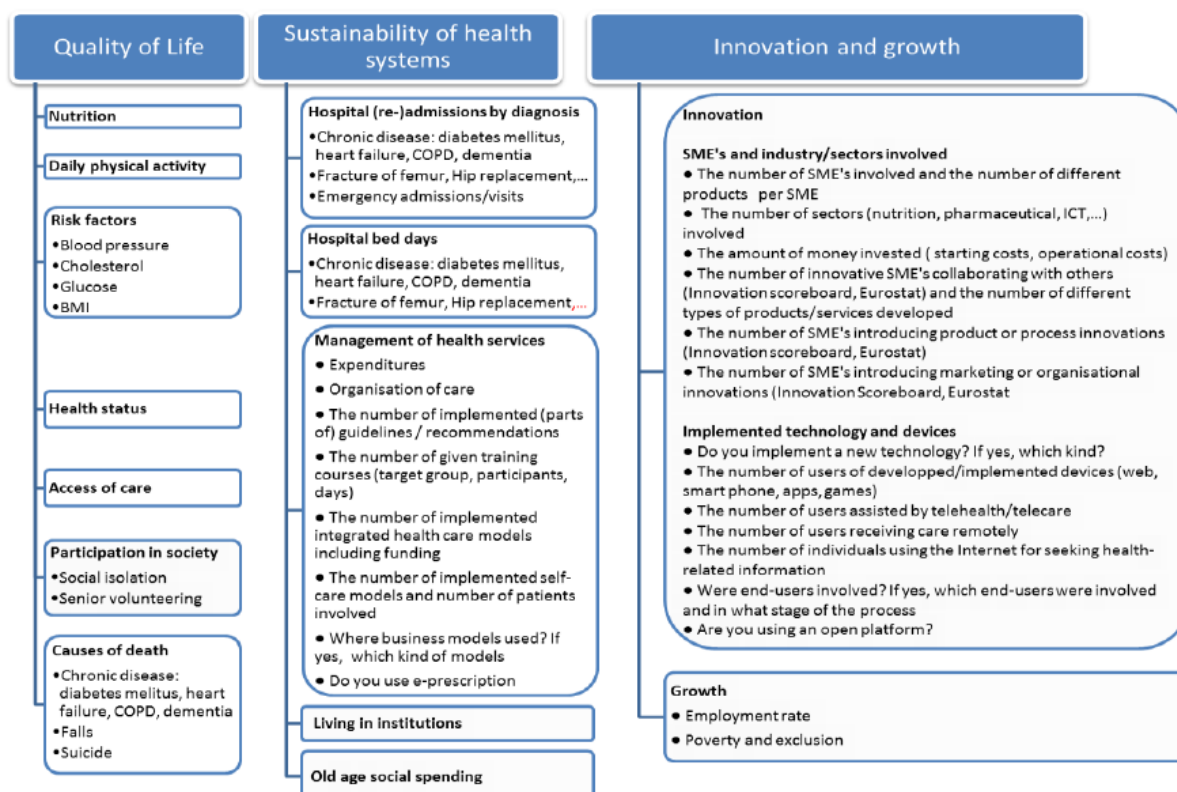 Quality of Life
Nutrition
Daily physical activity
Risk factors
•Blood pressure
•Cholesterol
•Glucose
•BMI
Health status
Access of care
Participation in society
•Social isolation
•Senior volunteering
Causes of death
•Chronic disease:
diabetes melitus, heart
failure, COPD, dementia
•Falls
•Suicide
Sustainability of health
systems
Hospital (re-)admissions by diagnosis
•Chronic disease: diabetes mellitus,
heart failure, COPD, dementia
•Fracture of femur, Hip replacement,...
•Emergency admissions/visits
Hospital bed days
•Chronic disease: diabetes mellitus,
heart failure, COPD, dementia
•Fracture of femur, Hip replacement,...
Management of health services
• Expenditures
• Organisation of care
• The number of implemented (parts
of) guidelines / recommendations
• The number of given training
courses (target group, participants,
days)
• The number of implemented
integrated health care models
including funding
• The number of implemented self-
care models and number of patients
involved
• Where business models used? If
yes, which kind of models
• Do you use e-prescription
Living in institutions
Old age social spending
Innovation and growth
Innovation
SME's and industry/sectors involved
• The number of SME's involved and the number of different
products per SME
• The number of sectors (nutrition, pharmaceutical, ICT,...)
involved
• The amount of money invested ( starting costs, operational costs)
• The number of innovative SME's collaborating with others
(Innovation scoreboard, Eurostat) and the number of different
types of products/services developed
• The number of SME's introducing product or process innovations
(Innovation scoreboard, Eurostat)
• The number of SME's introducing marketing or organisational
innovations (Innovation Scoreboard, Eurostat
Implemented technology and devices
• Do you implement a new technology? If yes, which kind?
• The number of users of developped/implemented devices (web,
smart phone, apps, games)
• The number of users assisted by telehealth/telecare
• The number of users receiving care remotely
• The number of individuals using the Internet for seeking health-
related information
• Were end-users involved? If yes, which end-users were involved
and in what stage of the process
• Are you using an open platform?
Growth
• Employment rate
• Poverty and exclusion